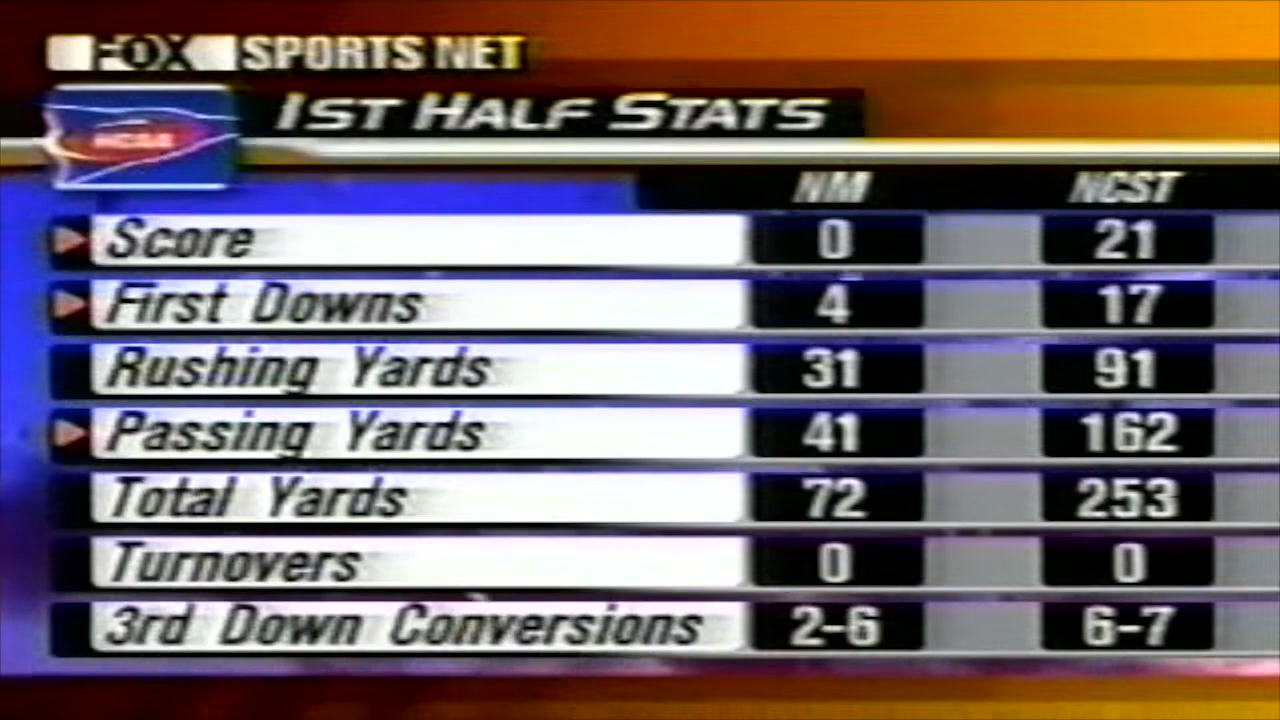 FOX SPORTS NET
1ST HALF STATS
NCAA
NM NCST
Score 0 21
First Downs 4 17
Rushing Yards 31 91
Passing Yards 41 162
Total Yards 72 253
Turnovers 0 0
3rd Down Conversions 2-6 6-7